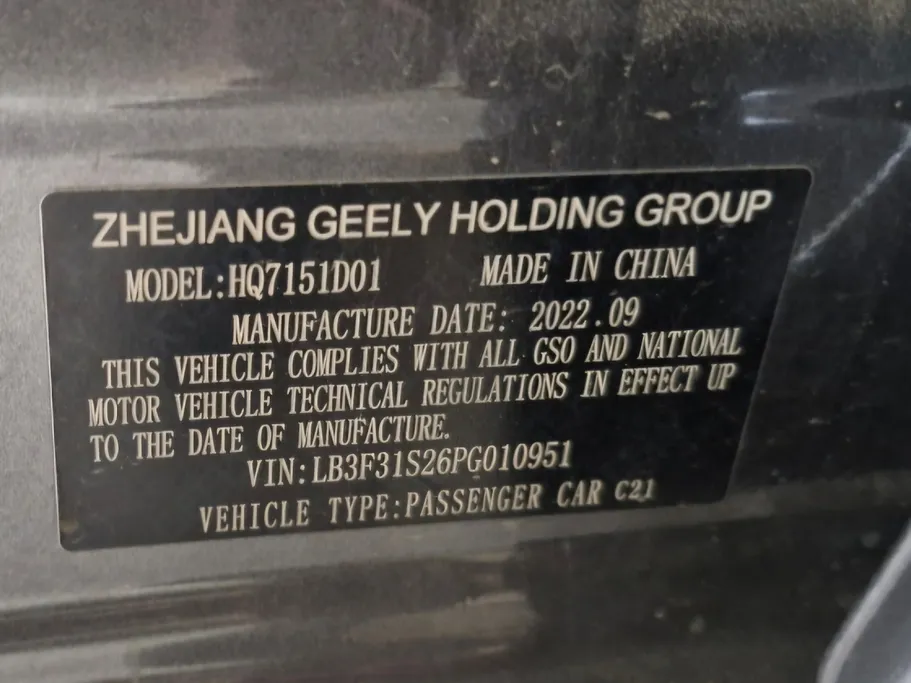 ZHEJIANG GEELY HOLDING GROUP
MODEL:HQ7151D01 MADE IN CHINA
MANUFACTURE DATE: 2022.09
THIS VEHICLE COMPLIES WITH ALL GSO AND NATIONAL
MOTOR VEHICLE TECHNICAL REGULATIONS IN EFFECT UP
TO THE DATE OF MANUFACTURE.
VIN:LB3F31S26PG010951
VEHICLE TYPE:PASSENGER CAR C21